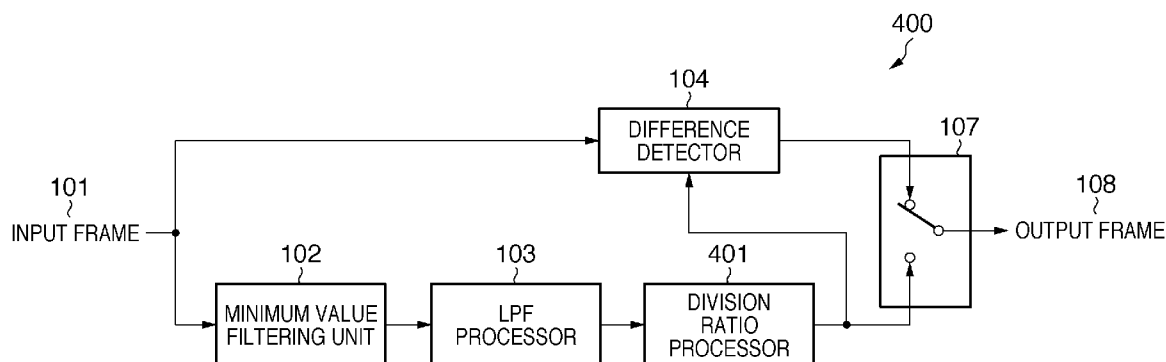 400
104
DIFFERENCE
DETECTOR
107
101
INPUT FRAME
108
OUTPUT FRAME
102
MINIMUM VALUE
FILTERING UNIT
103
LPF
PROCESSOR
401
DIVISION
RATIO
PROCESSOR